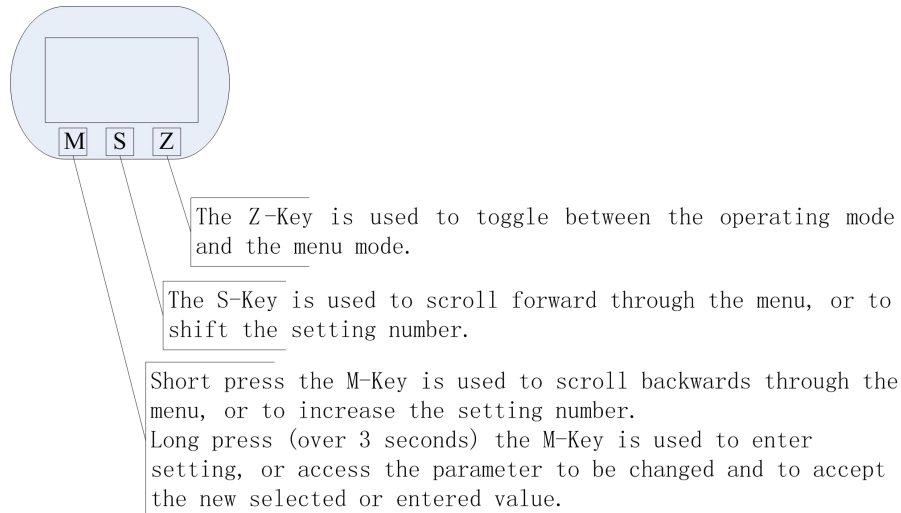 M S Z
The Z-Key is used to toggle between the operating mode
and the menu mode.
The S-Key is used to scroll forward through the menu, or to
shift the setting number.
Short press the M-Key is used to scroll backwards through the
menu, or to increase the setting number.
Long press (over 3 seconds) the M-Key is used to enter
setting, or access the parameter to be changed and to accept
the new selected or entered value.